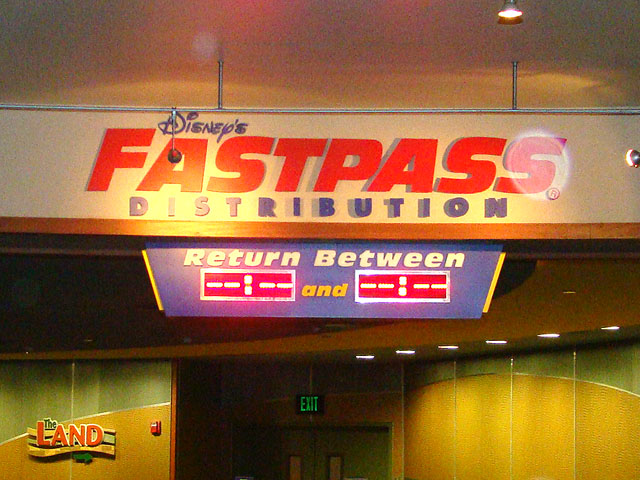 Disney's
FASTPASS®
DISTRIBUTION
Return Between
--:-- and --:--
EXIT
The
LAND